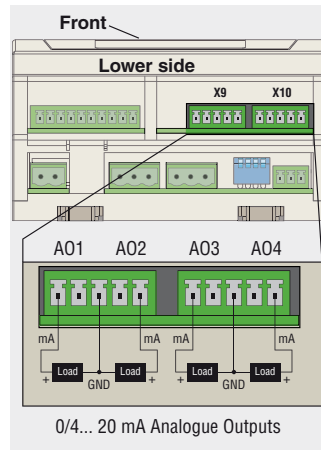 Front
Lower side
X9 X10
AO1 AO2 AO3 AO4
mA mA mA mA
Load Load Load Load
+ GND + + GND +
0/4... 20 mA Analogue Outputs